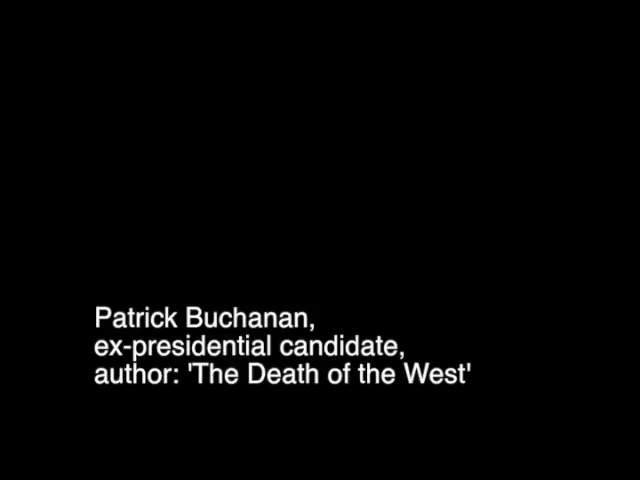 Patrick Buchanan,
ex-presidential candidate,
author: 'The Death of the West'